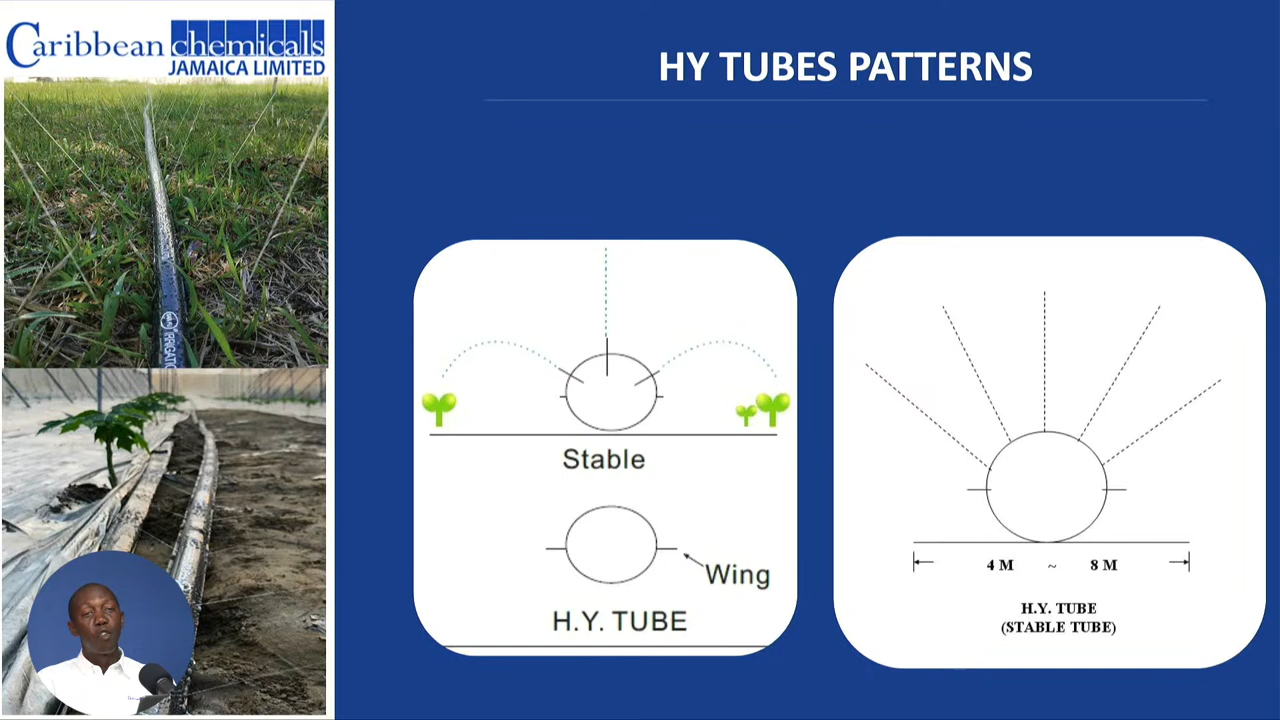 Caribbean chemicals
JAMAICA LIMITED
HY TUBES PATTERNS
Stable
Wing
H.Y. TUBE
4 M ~ 8 M
H.Y. TUBE
(STABLE TUBE)